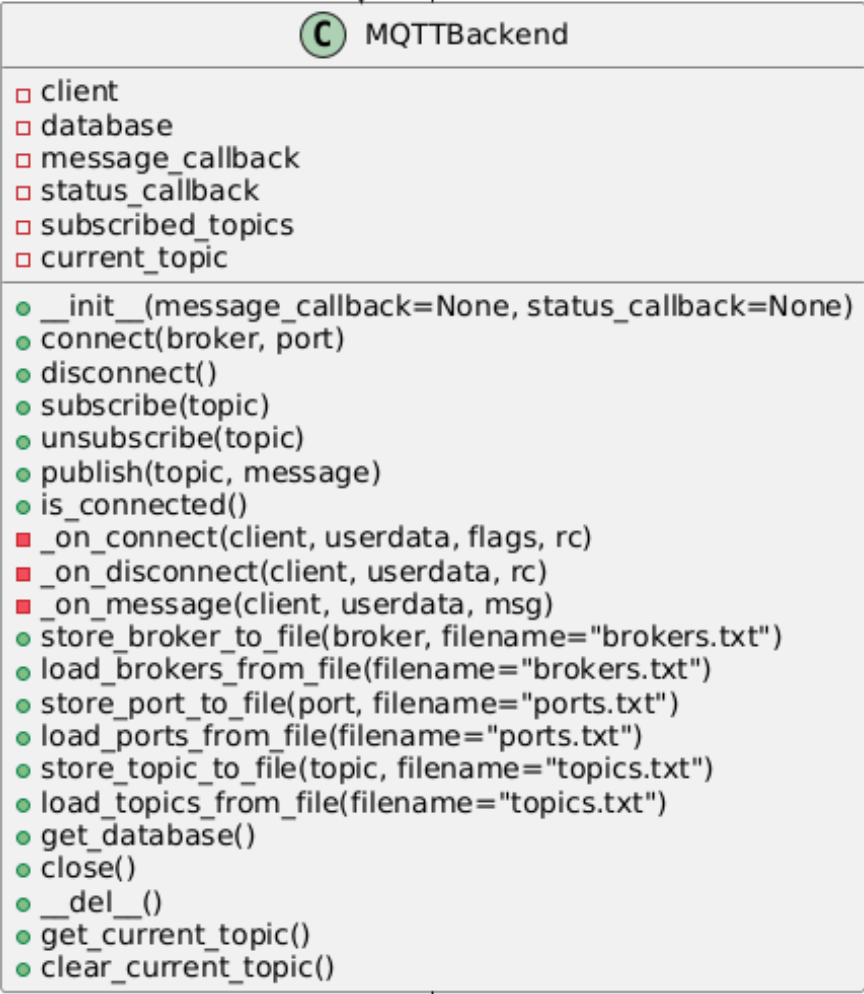 C MQTTBackend
client
database
message_callback
status_callback
subscribed_topics
current_topic
__init__(message_callback=None, status_callback=None)
connect(broker, port)
disconnect()
subscribe(topic)
unsubscribe(topic)
publish(topic, message)
is_connected()
_on_connect(client, userdata, flags, rc)
_on_disconnect(client, userdata, rc)
_on_message(client, userdata, msg)
store_broker_to_file(broker, filename="brokers.txt")
load_brokers_from_file(filename="brokers.txt")
store_port_to_file(port, filename="ports.txt")
load_ports_from_file(filename="ports.txt")
store_topic_to_file(topic, filename="topics.txt")
load_topics_from_file(filename="topics.txt")
get_database()
close()
__del__()
get_current_topic()
clear_current_topic()